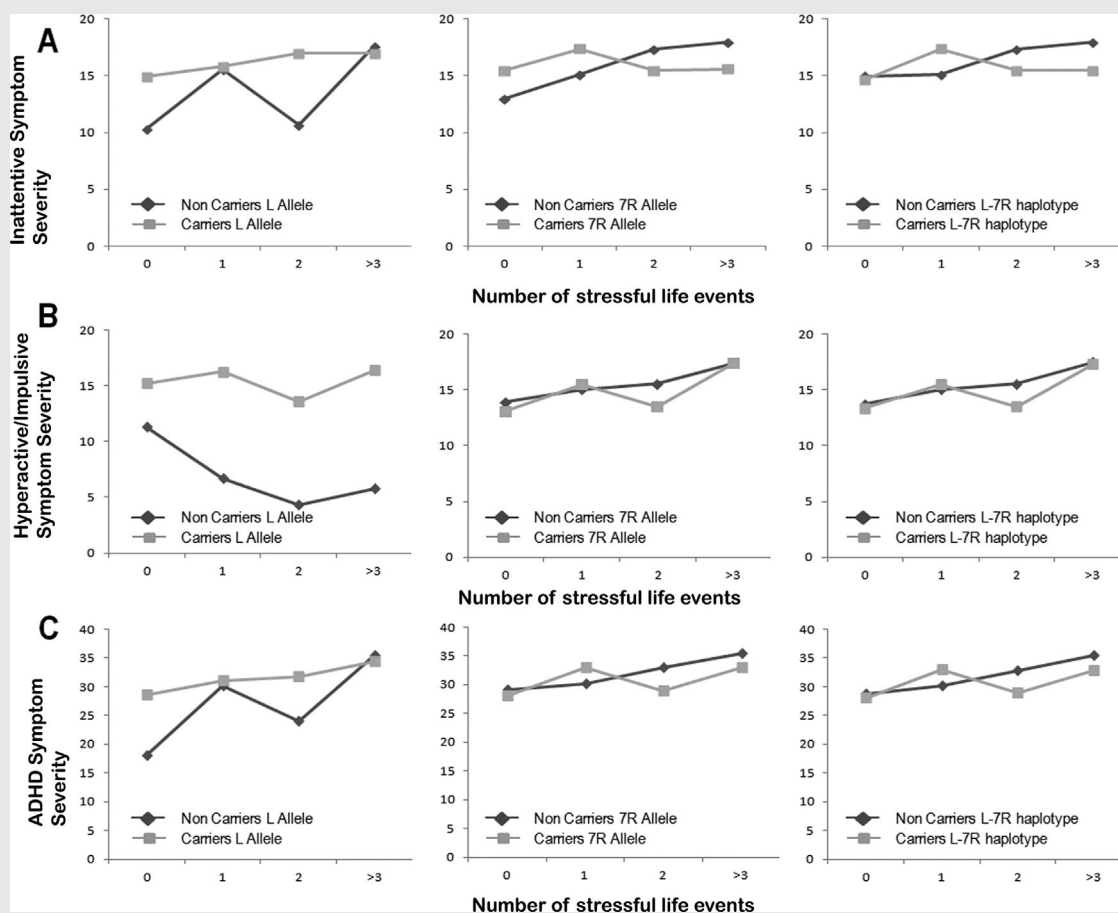 A
Inattentive Symptom
Severity
20
15
10
5
0
Non Carriers L Allele
Carriers L Allele
0 1 2 >3
20
15
10
5
0
Non Carriers 7R Allele
Carriers 7R Allele
0 1 2 >3
20
15
10
5
0
Non Carriers L-7R haplotype
Carriers L-7R haplotype
0 1 2 >3
Number of stressful life events
B
Hyperactive/Impulsive
Symptom Severity
20
15
10
5
0
Non Carriers L Allele
Carriers L Allele
0 1 2 >3
20
15
10
5
0
Non Carriers 7R Allele
Carriers 7R Allele
0 1 2 >3
20
15
10
5
0
Non Carriers L-7R haplotype
Carriers L-7R haplotype
0 1 2 >3
Number of stressful life events
C
ADHD Symptom
Severity
40
35
30
25
20
15
10
5
0
Non Carriers L Allele
Carriers L Allele
0 1 2 >3
40
35
30
25
20
15
10
5
0
Non Carriers 7R Allele
Carriers 7R Allele
0 1 2 >3
40
35
30
25
20
15
10
5
0
Non Carriers L-7R haplotype
Carriers L-7R haplotype
0 1 2 >3
Number of stressful life events